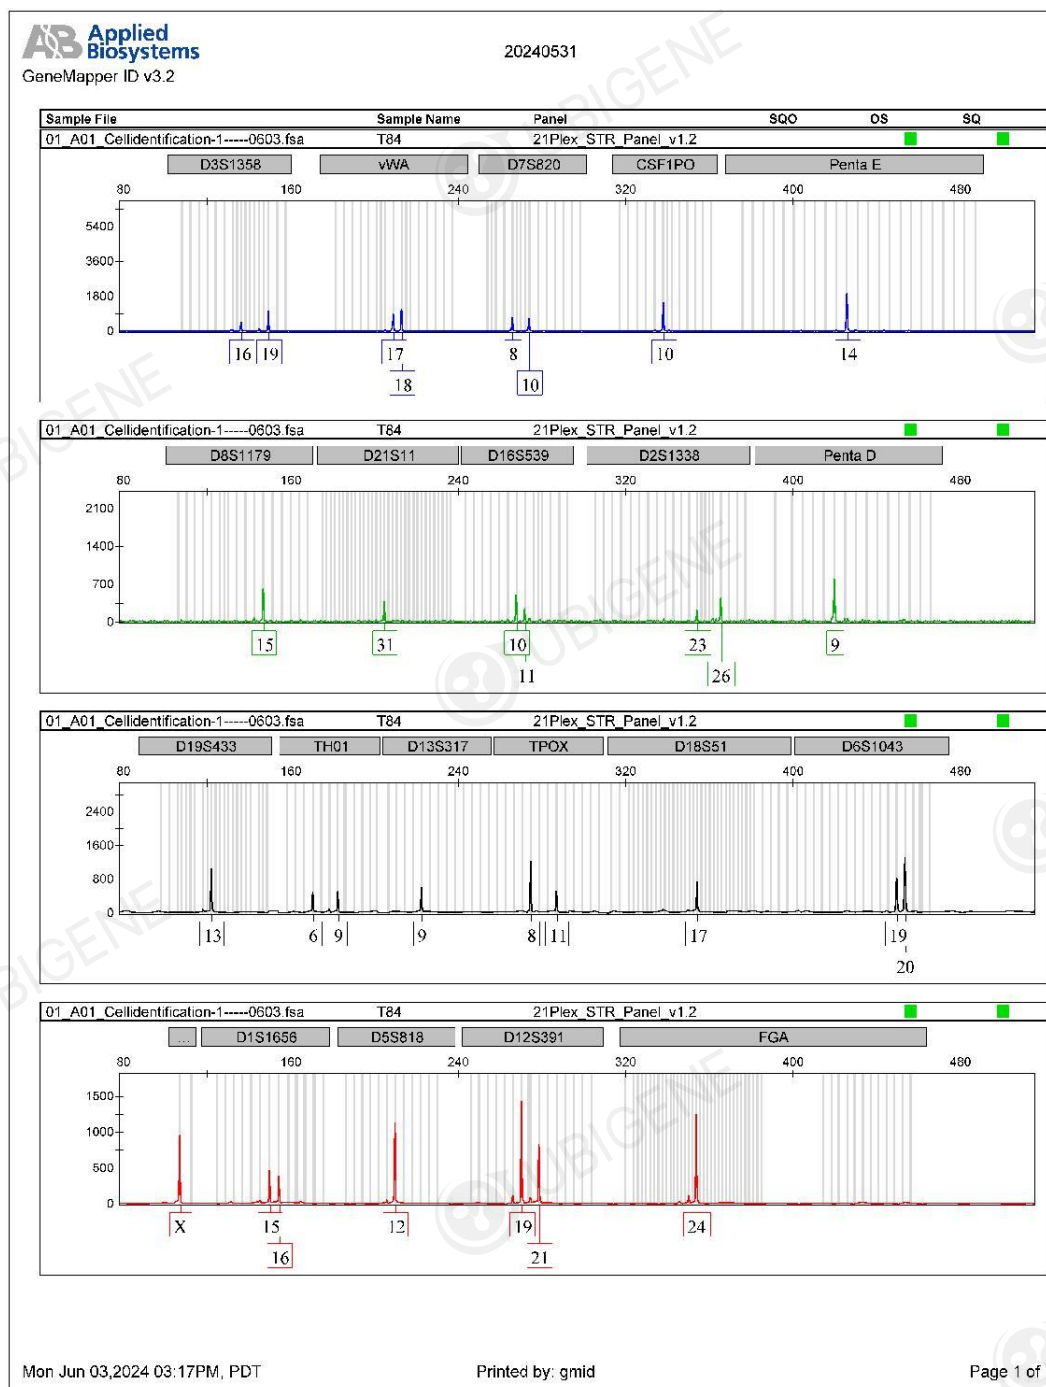 AB Applied Biosystems
20240531
GeneMapper ID v3.2
Sample File Sample Name Panel SQO OS SQ
01_A01_Cellidentification-1-----0603.fsa T84 21Plex_STR_Panel_v1.2
D3S1358 vWA D7S820 CSF1PO Penta E
80 160 240 320 400 480
5400
3600
1800
0
16 19 17 8 10 14
18 10
01_A01_Cellidentification-1-----0603.fsa T84 21Plex_STR_Panel_v1.2
D8S1179 D21S11 D16S539 D2S1338 Penta D
80 160 240 320 400 480
2100
1400
700
0
15 31 10 23 9
11 26
01_A01_Cellidentification-1-----0603.fsa T84 21Plex_STR_Panel_v1.2
D19S433 TH01 D13S317 TPOX D18S51 D6S1043
80 160 240 320 400 480
2400
1600
800
0
13 6 9 9 8 11 17 19
20
01_A01_Cellidentification-1-----0603.fsa T84 21Plex_STR_Panel_v1.2
... D1S1656 D5S818 D12S391 FGA
80 160 240 320 400 480
1500
1000
500
0
X 15 12 19 24
16 21
Mon Jun 03,2024 03:17PM, PDT Printed by: gmid Page 1 of
UBIGENE
UBIGENE
UBIGENE
UBIGENE